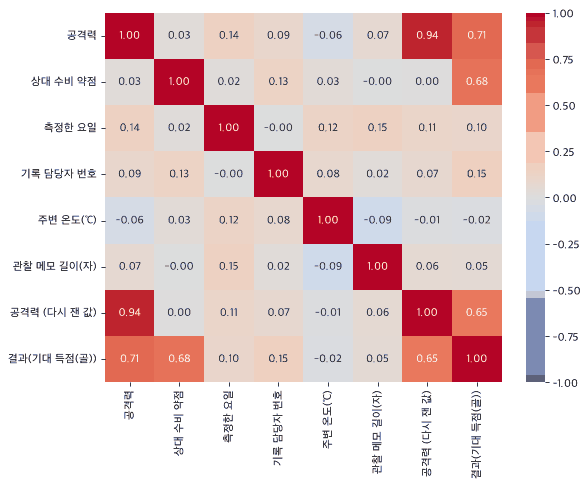 공격력 1.00 0.03 0.14 0.09 -0.06 0.07 0.94 0.71
상대 수비 약점 0.03 1.00 0.02 0.13 0.03 -0.00 0.00 0.68
측정한 요일 0.14 0.02 1.00 -0.00 0.12 0.15 0.11 0.10
기록 담당자 번호 0.09 0.13 -0.00 1.00 0.08 0.02 0.07 0.15
주변 온도(℃) -0.06 0.03 0.12 0.08 1.00 -0.09 -0.01 -0.02
관찰 메모 길이(자) 0.07 -0.00 0.15 0.02 -0.09 1.00 0.06 0.05
공격력 (다시 잰 값) 0.94 0.00 0.11 0.07 -0.01 0.06 1.00 0.65
결과(기대 득점(골)) 0.71 0.68 0.10 0.15 -0.02 0.05 0.65 1.00
공격력
상대 수비 약점
측정한 요일
기록 담당자 번호
주변 온도(℃)
관찰 메모 길이(자)
공격력 (다시 잰 값)
결과(기대 득점(골))
1.00
0.75
0.50
0.25
0.00
-0.25
-0.50
-0.75
-1.00